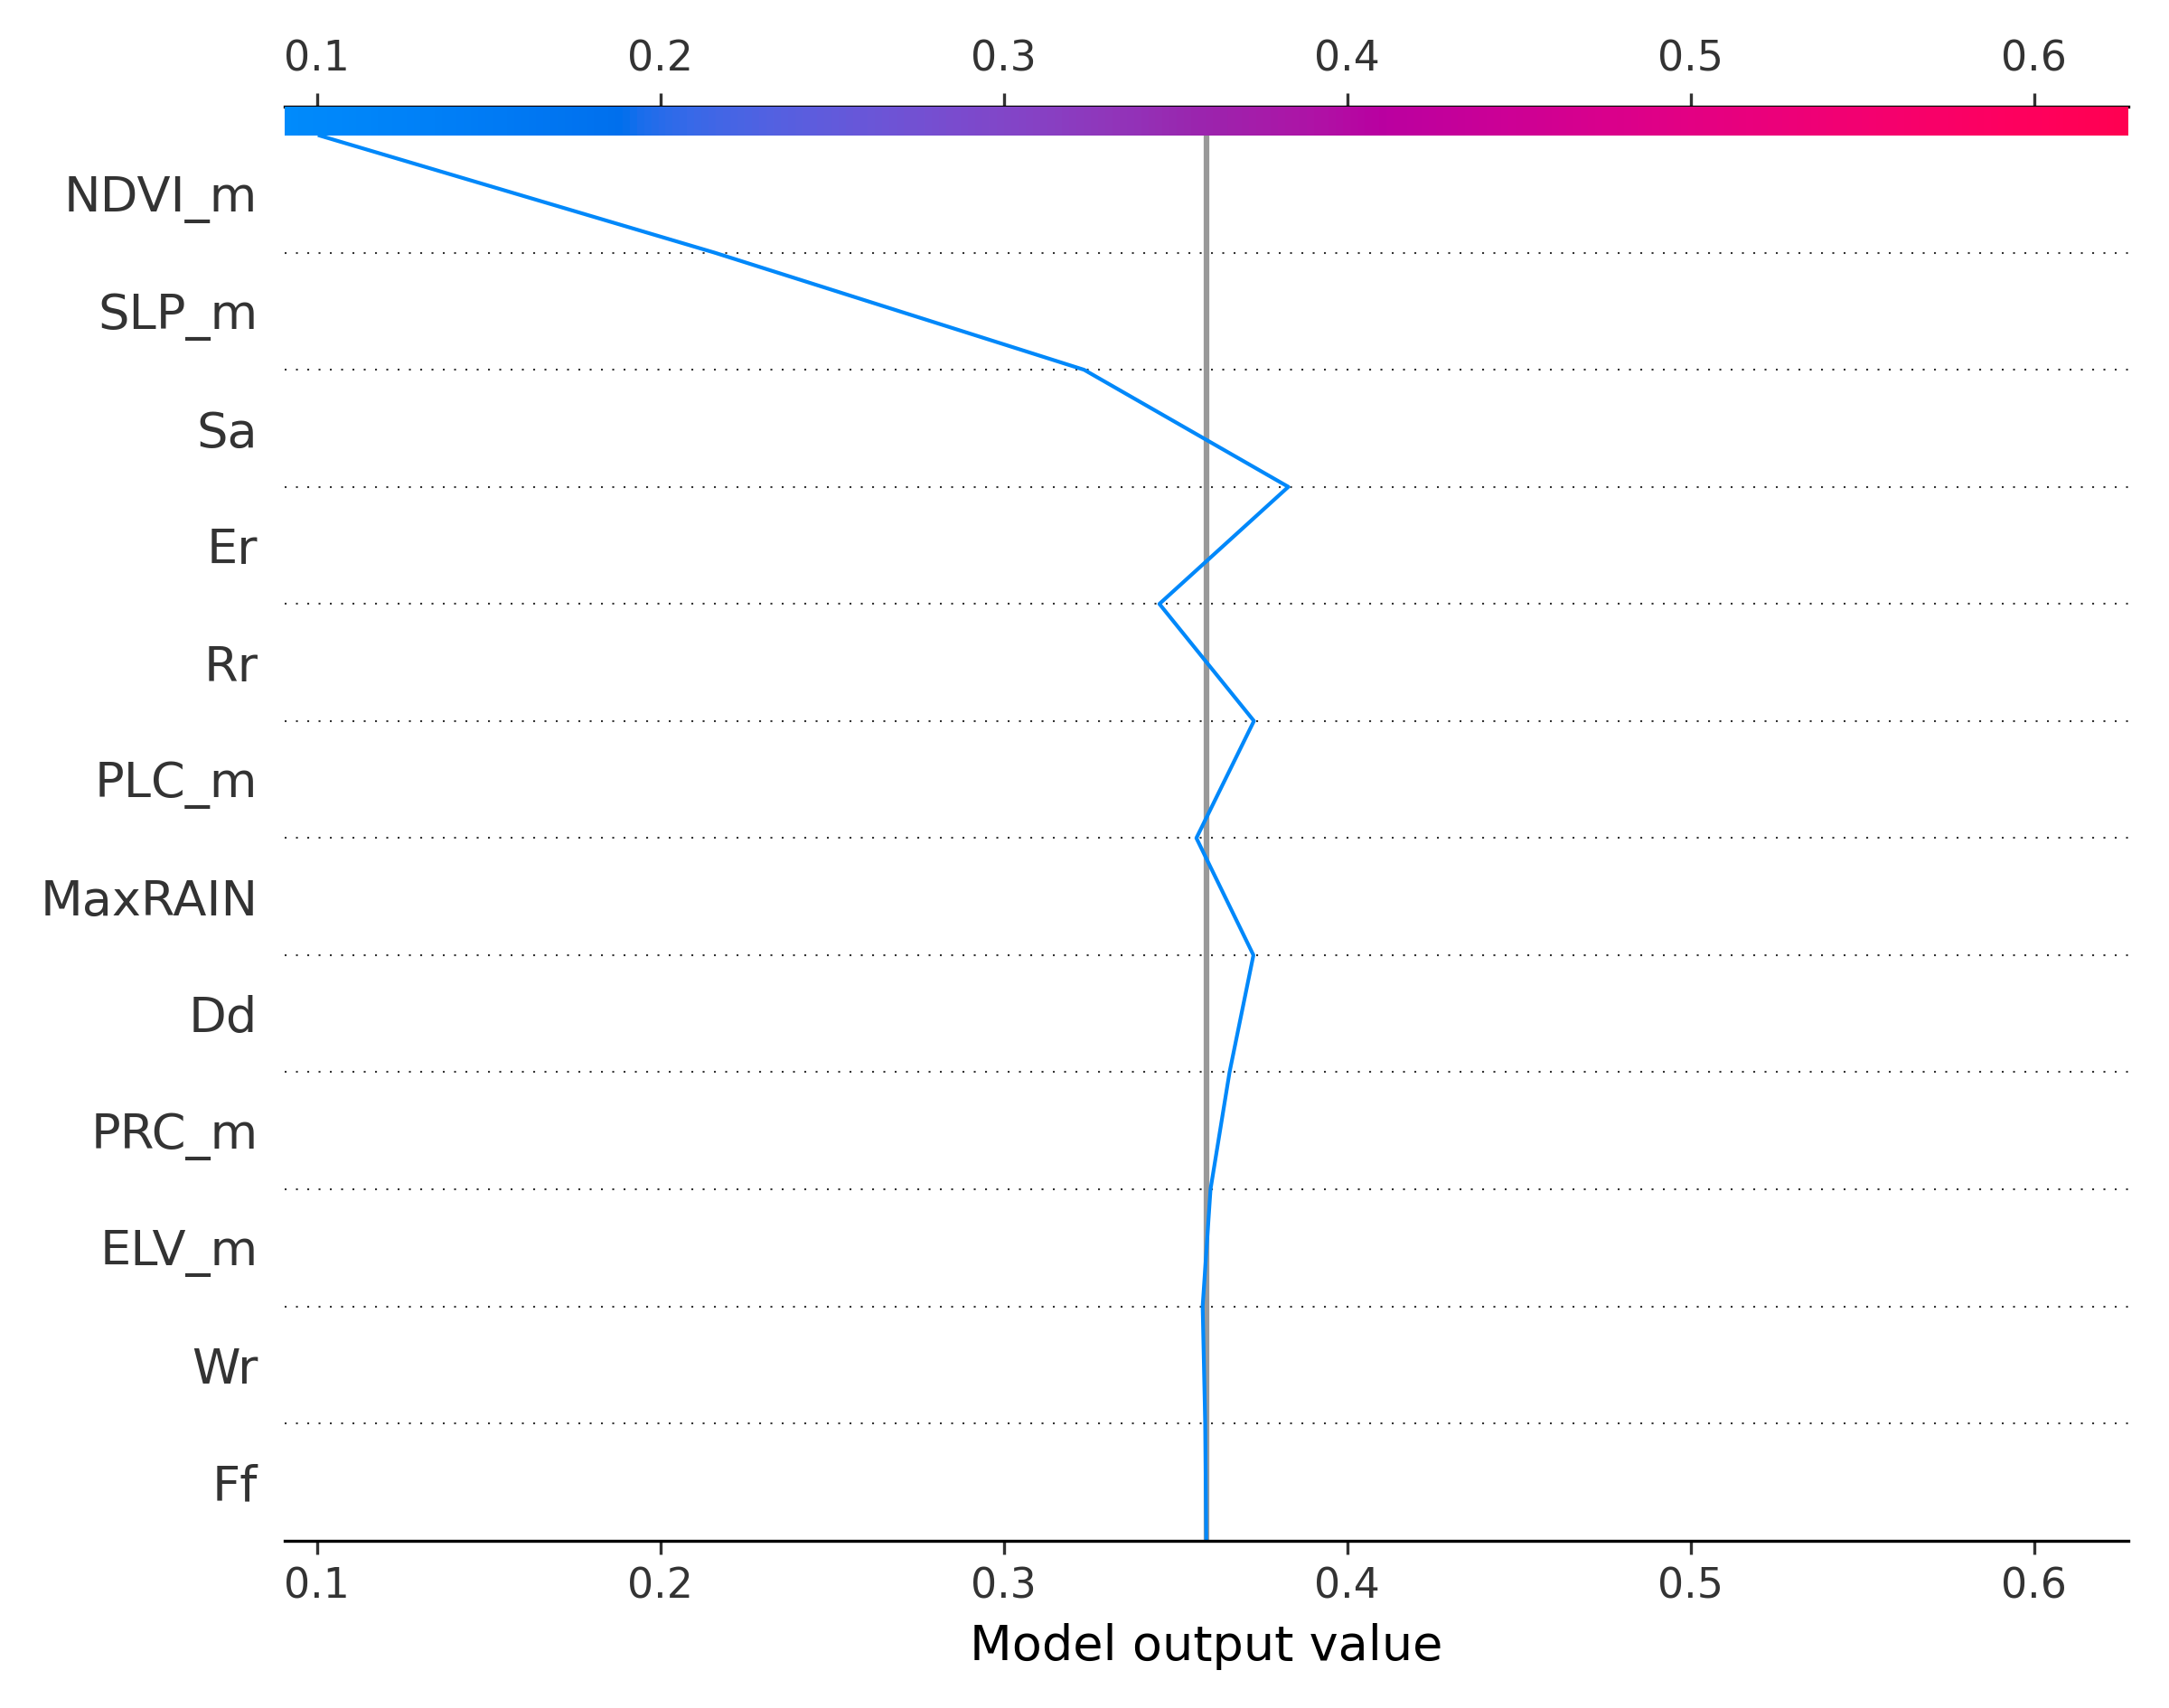 0.1 0.2 0.3 0.4 0.5 0.6
NDVI_m
SLP_m
Sa
Er
Rr
PLC_m
MaxRAIN
Dd
PRC_m
ELV_m
Wr
Ff
0.1 0.2 0.3 0.4 0.5 0.6
Model output value